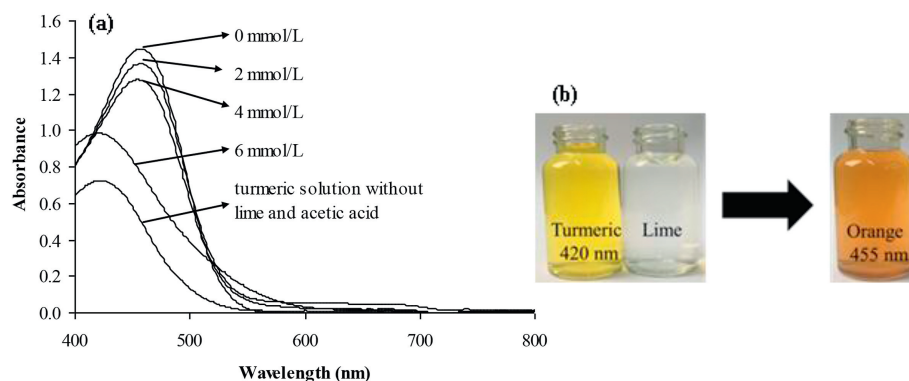 (a)
1.6
1.4
1.2
1.0
0.8
0.6
0.4
0.2
0.0
Absorbance
400
500
600
700
800
Wavelength (nm)
0 mmol/L
2 mmol/L
4 mmol/L
6 mmol/L
turmeric solution without
lime and acetic acid
(b)
Turmeric
420 nm
Lime
Orange
455 nm